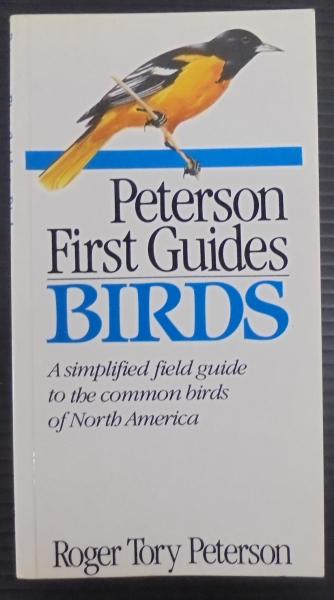 Peterson
First Guides
BIRDS
A simplified field guide
to the common birds
of North America
Roger Tory Peterson